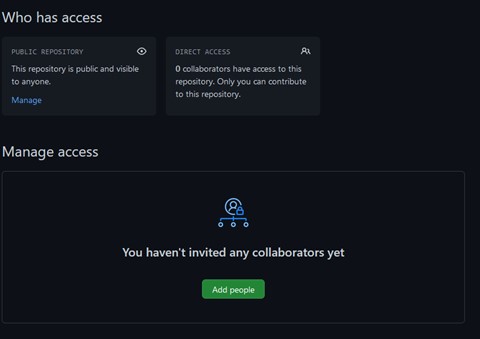 Who has access
PUBLIC REPOSITORY
This repository is public and visible
to anyone.
Manage
DIRECT ACCESS
0 collaborators have access to this
repository. Only you can contribute
to this repository.
Manage access
You haven't invited any collaborators yet
Add people